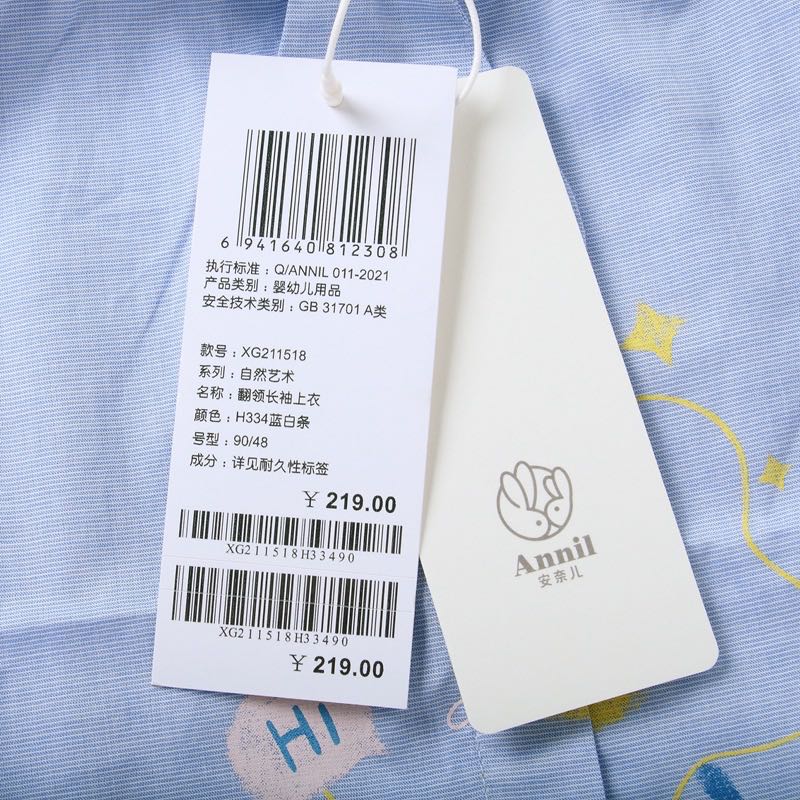 6 941640 812308
执行标准：Q/ANNIL 011-2021
产品类别：婴幼儿用品
安全技术类别：GB 31701 A类
款号：XG211518
系列：自然艺术
名称：翻领长袖上衣
颜色：H334蓝白条
号型：90/48
成分：详见耐久性标签
￥ 219.00
XG211518H33490
XG211518H33490
￥ 219.00
Annil
安奈儿
HI